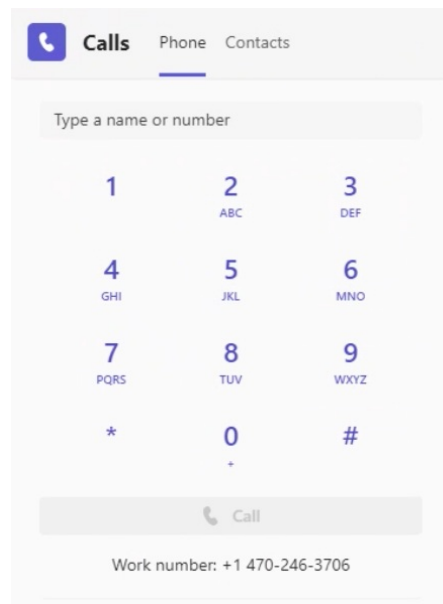 Calls Phone Contacts
Type a name or number
1 2 3
ABC DEF
4 5 6
GHI JKL MNO
7 8 9
PQRS TUV WXYZ
* 0 #
+
Call
Work number: +1 470-246-3706